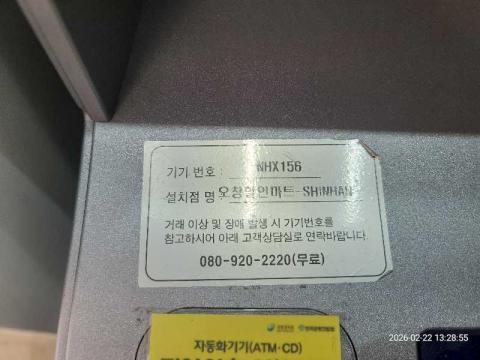 기기 번호 : NHX156
설치점 명 : 오창할인마트-SHINHAN
거래 이상 및 장애 발생 시 기기번호를
참고하시어 아래 고객상담실로 연락바랍니다.
080-920-2220(무료)
자동화기기(ATM·CD)
2026-02-22 13:28:55